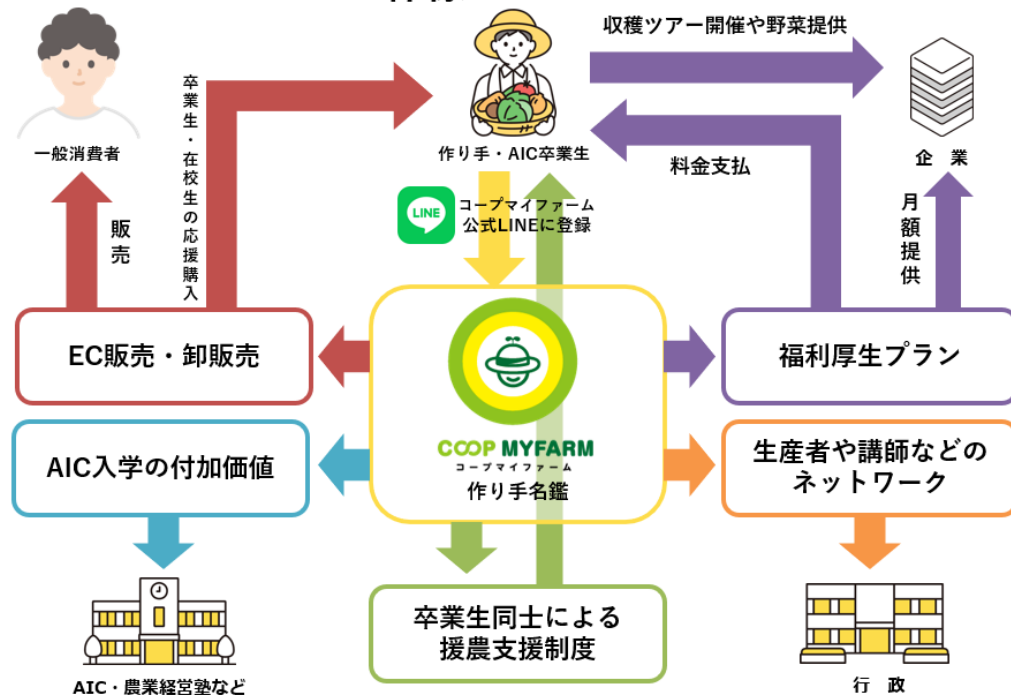 収穫ツアー開催や野菜提供
一般消費者
卒業生・在校生の応援購入
作り手・AIC卒業生
料金支払
企 業
販売
LINE
コープマイファーム
公式LINEに登録
月額提供
EC販売・卸販売
福利厚生プラン
COOP MYFARM
コープマイファーム
作り手名鑑
AIC入学の付加価値
生産者や講師などの
ネットワーク
卒業生同士による
援農支援制度
AIC・農業経営塾など
行 政